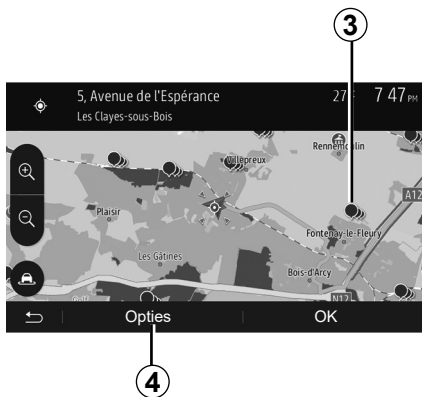 3
5, Avenue de l'Espérance
Les Clayes-sous-Bois
7 47 PM
Rennemoulin
Villepreux
A12
Plaisir
Fontenay-le-Fleury
Les Gâtines
Bois-d'Arcy
N12
Opties
OK
4